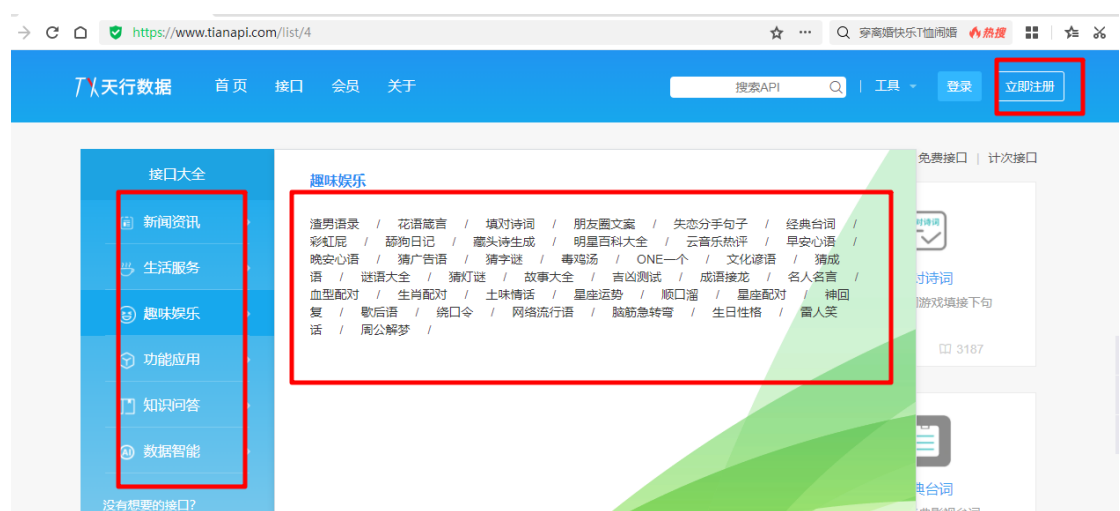 https://www.tianapi.com/list/4
穿离婚快乐T恤闹婚 热搜
天行数据 首页 接口 会员 关于 搜索API 工具 登录 立即注册
接口大全
新闻资讯
生活服务
趣味娱乐
功能应用
知识问答
数据智能
没有想要的接口?
趣味娱乐
渣男语录 / 花语箴言 / 填对诗词 / 朋友圈文案 / 失恋分手句子 / 经典台词 /
彩虹屁 / 舔狗日记 / 藏头诗生成 / 明星百科大全 / 云音乐热评 / 早安心语 /
晚安心语 / 猜广告语 / 猜字谜 / 毒鸡汤 / ONE一个 / 文化谚语 / 猜成
语 / 谜语大全 / 猜灯谜 / 故事大全 / 吉凶测试 / 成语接龙 / 名人名言 /
血型配对 / 生肖配对 / 土味情话 / 星座运势 / 顺口溜 / 星座配对 / 神回
复 / 歇后语 / 绕口令 / 网络流行语 / 脑筋急转弯 / 生日性格 / 雷人笑
话 / 周公解梦 /
免费接口 | 计次接口
对诗词
对诗词
游戏填接下句
3187
典台词